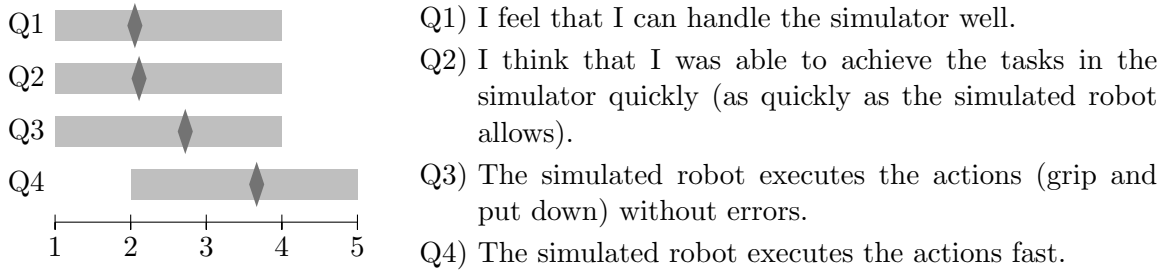 Q1
Q2
Q3
Q4
1 2 3 4 5
Q1) I feel that I can handle the simulator well.
Q2) I think that I was able to achieve the tasks in the
simulator quickly (as quickly as the simulated robot
allows).
Q3) The simulated robot executes the actions (grip and
put down) without errors.
Q4) The simulated robot executes the actions fast.